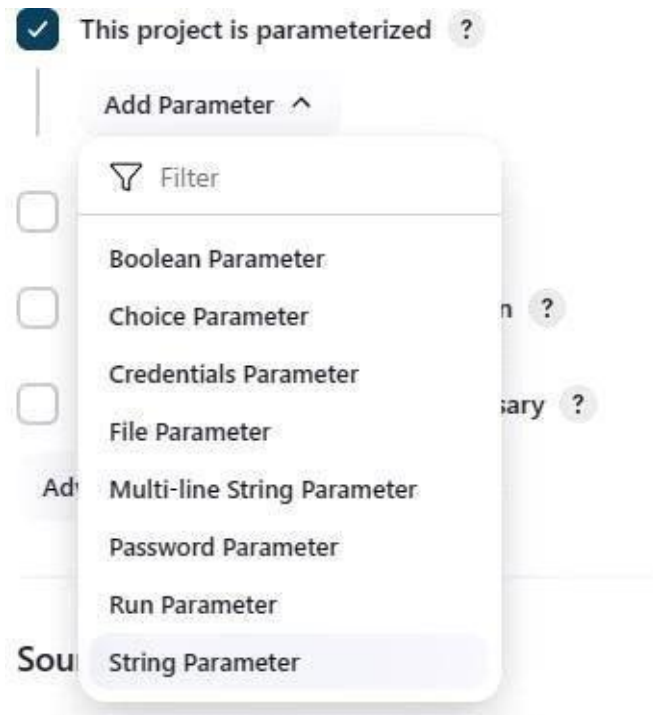 This project is parameterized ?
Add Parameter
Filter
Boolean Parameter
n ?
Choice Parameter
Credentials Parameter
sary ?
File Parameter
Multi-line String Parameter
Password Parameter
Run Parameter
Sou
String Parameter